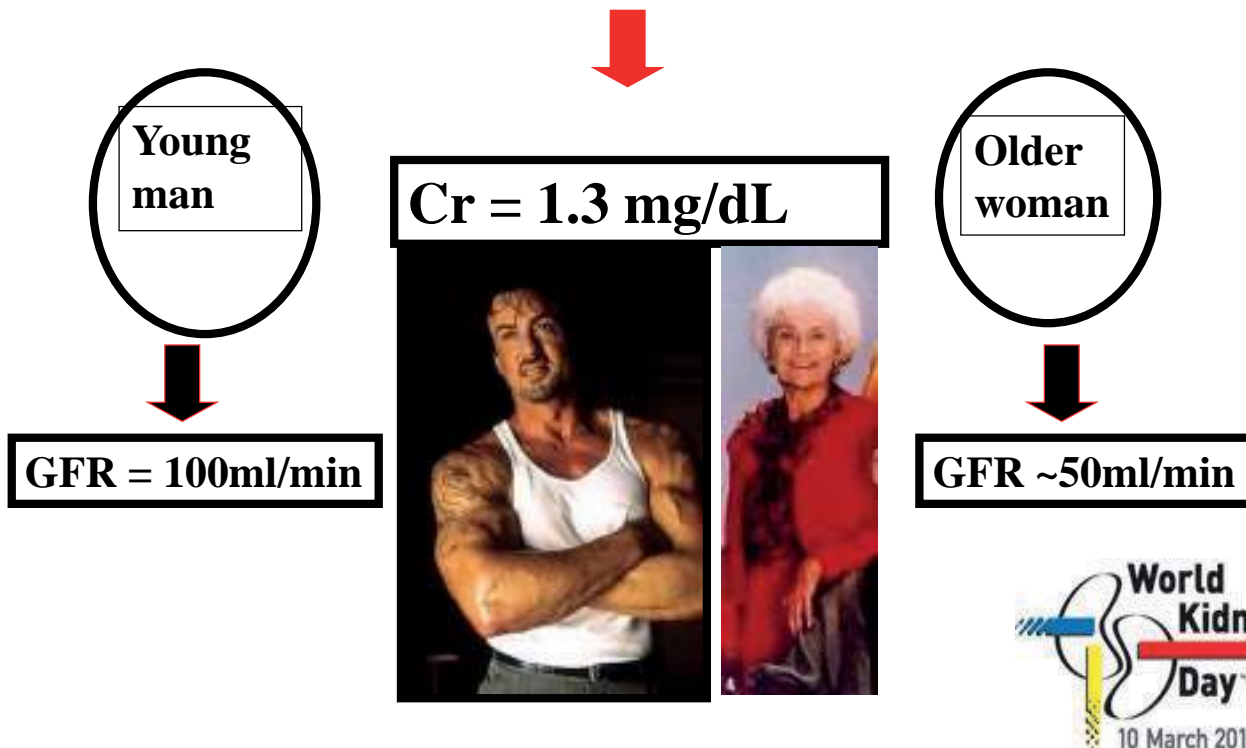 Young
man
Cr = 1.3 mg/dL
Older
woman
GFR = 100ml/min
GFR ~50ml/min
World
Kidn
Day
10 March 201